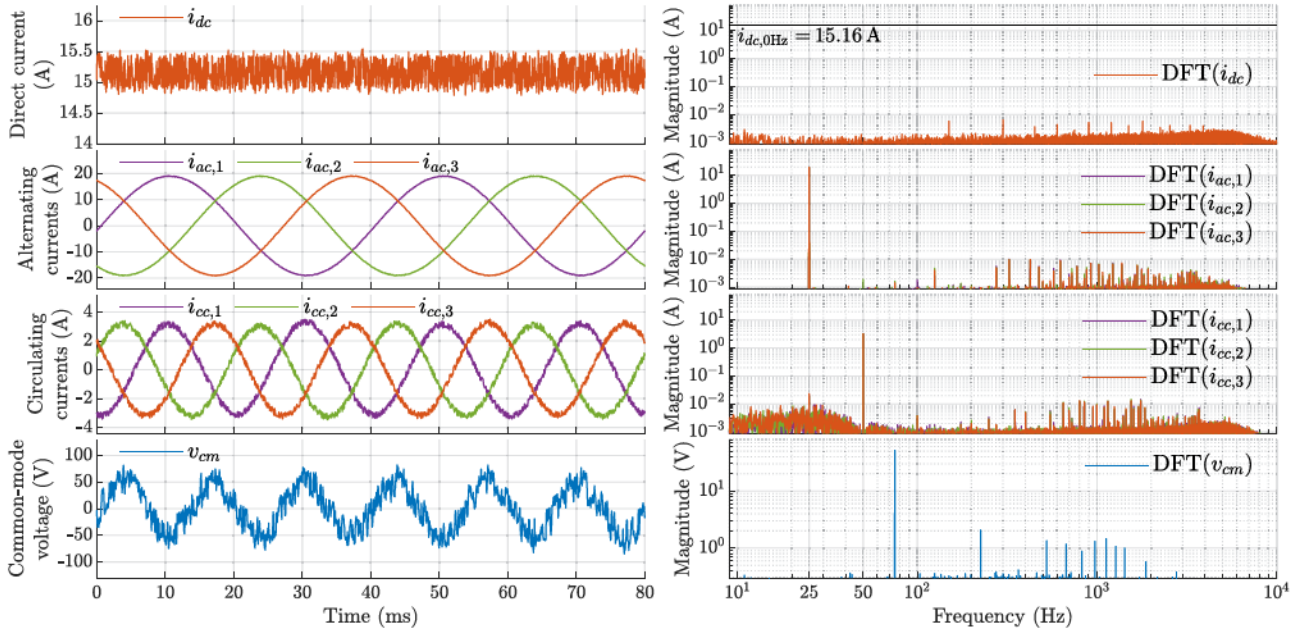 Direct current
(A)
16
15.5
15
14.5
14
i_dc
Alternating
currents (A)
20
10
0
-10
-20
i_ac,1
i_ac,2
i_ac,3
Circulating
currents (A)
4
2
0
-2
-4
i_cc,1
i_cc,2
i_cc,3
Common-mode
voltage (V)
100
50
0
-50
-100
v_cm
0
10
20
30
40
50
60
70
80
Time (ms)
Magnitude (A)
10^1
10^0
10^-1
10^-2
10^-3
i_dc,0Hz = 15.16 A
DFT(i_dc)
Magnitude (A)
10^1
10^0
10^-1
10^-2
10^-3
DFT(i_ac,1)
DFT(i_ac,2)
DFT(i_ac,3)
Magnitude (A)
10^1
10^0
10^-1
10^-2
10^-3
DFT(i_cc,1)
DFT(i_cc,2)
DFT(i_cc,3)
Magnitude (V)
10^1
10^0
DFT(v_cm)
10^1
25
50
10^2
10^3
10^4
Frequency (Hz)